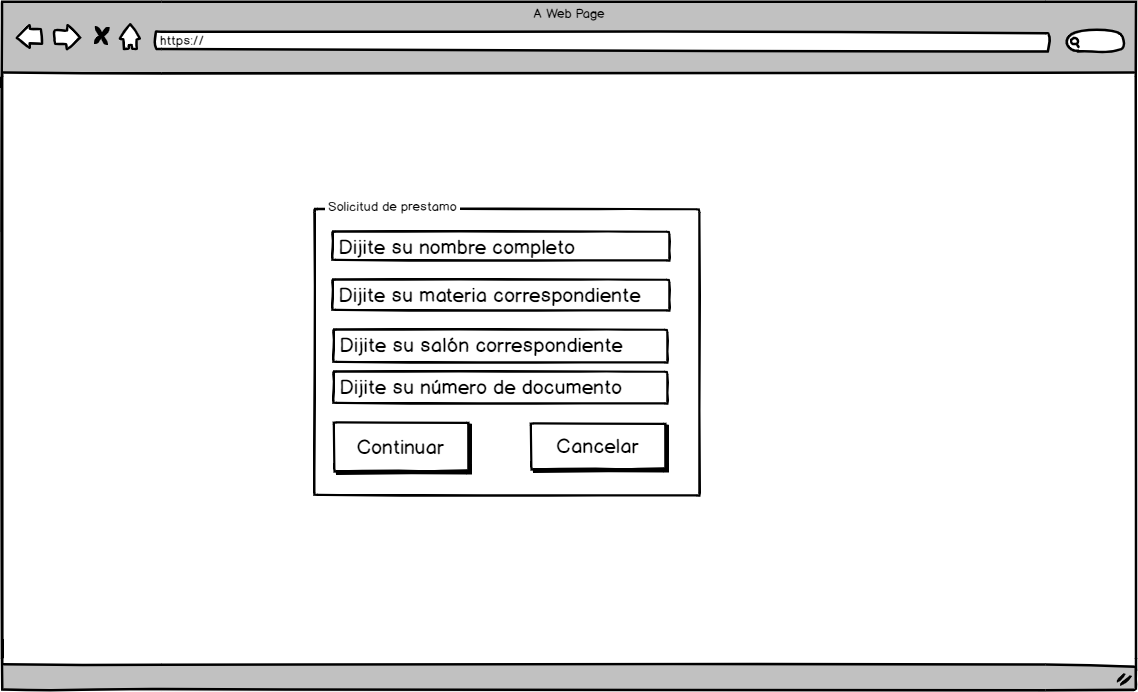 A Web Page
https://
Solicitud de prestamo
Dijite su nombre completo
Dijite su materia correspondiente
Dijite su salón correspondiente
Dijite su número de documento
Continuar
Cancelar